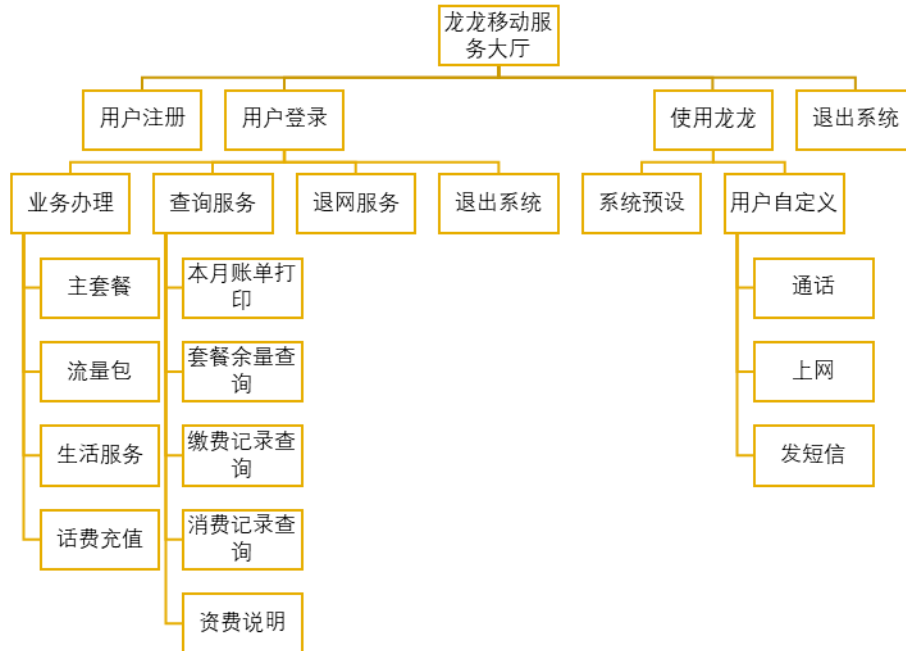 龙龙移动服
务大厅
用户注册
用户登录
使用龙龙
退出系统
业务办理
查询服务
退网服务
退出系统
系统预设
用户自定义
主套餐
本月账单打
印
通话
流量包
套餐余量查
询
上网
生活服务
缴费记录查
询
发短信
话费充值
消费记录查
询
资费说明